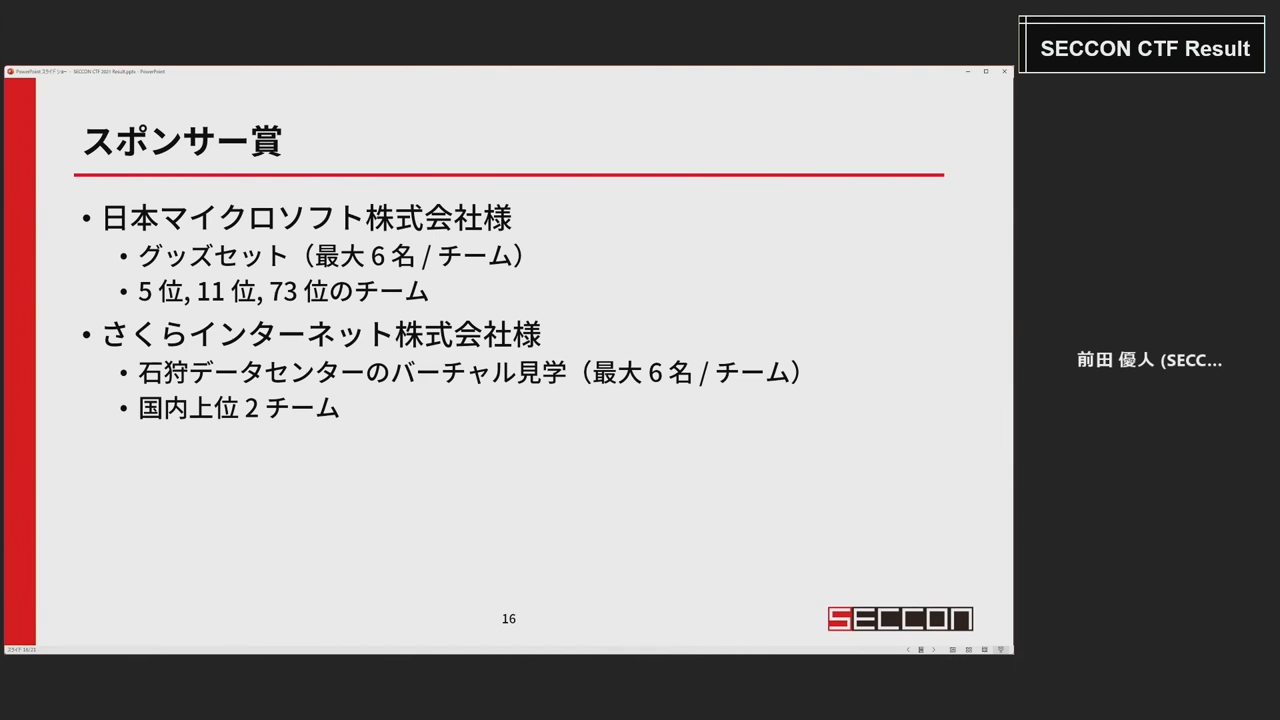 SECCON CTF Result
PowerPoint スライド ショー - SECCON CTF 2021 Result.pptx - PowerPoint
スポンサー賞
• 日本マイクロソフト株式会社様
• グッズセット（最大 6 名 / チーム）
• 5 位, 11 位, 73 位のチーム
• さくらインターネット株式会社様
• 石狩データセンターのバーチャル見学（最大 6 名 / チーム）
• 国内上位 2 チーム
前田 優人 (SECC...
16
SECCON
スライド 16/21